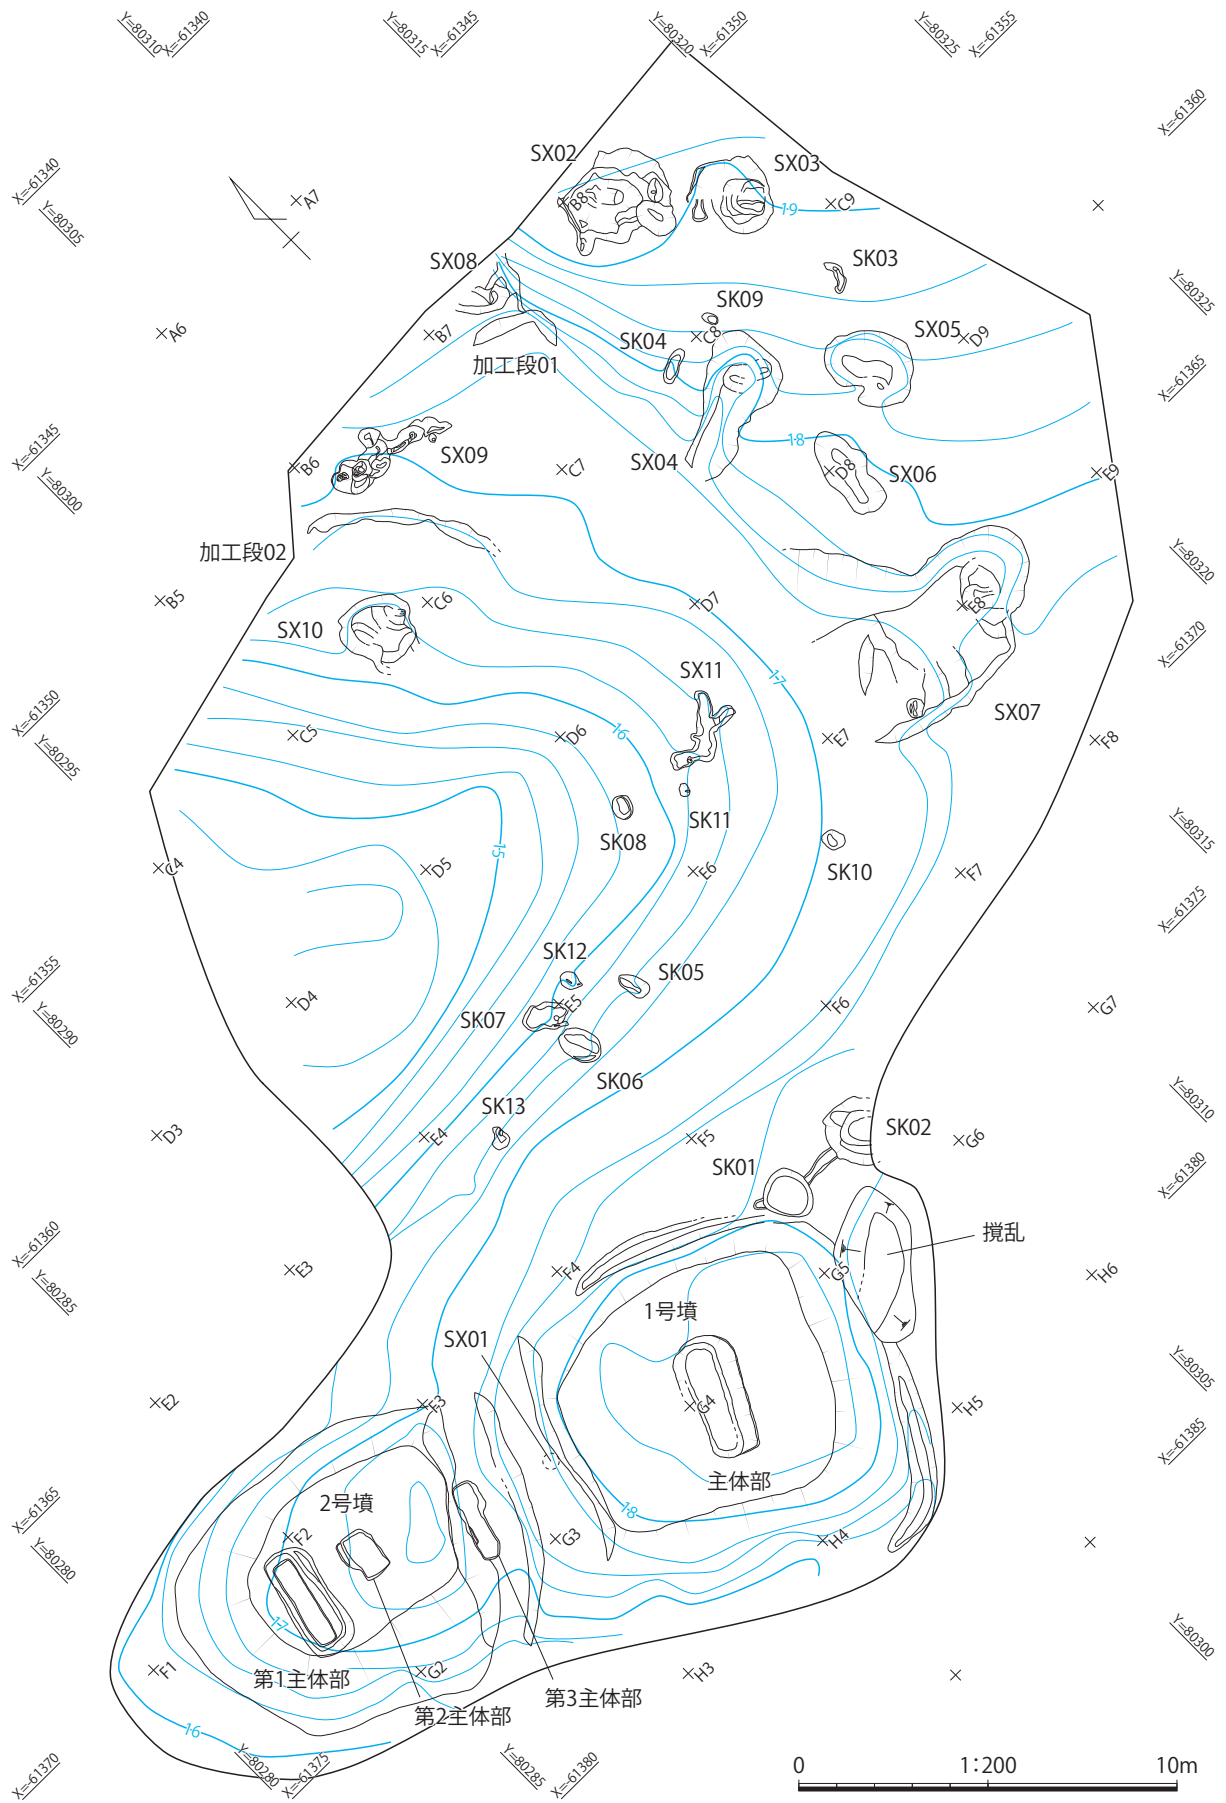 Y=80310
X=-61340
Y=80315
X=-61345
Y=80320
X=-61350
Y=80325
X=-61355
X=-61360
SX02
SX03
X=-61340
Y=80305
A7
B8
19
C9
SX08
SK03
Y=80325
SK09
A6
B7
SK04
C8
SX05
D9
加工段01
X=-61365
18
X=-61345
Y=80300
B6
SX09
C7
SX04
D8
SX06
E9
加工段02
Y=80320
B5
C6
D7
E8
SX10
X=-61370
SX11
17
X=-61350
Y=80295
C5
D6
16
E7
SX07
F8
SK08
SK11
Y=80315
15
SK10
C4
D5
E6
F7
X=-61375
SK12
SK05
X=-61355
Y=80290
D4
SK07
E5
F6
G7
SK06
Y=80310
SK13
SK02
D3
E4
F5
G6
SK01
X=-61380
X=-61360
Y=80285
撹乱
E3
F4
G5
H6
1号墳
SX01
Y=80305
E2
F3
G4
H5
X=-61385
主体部
2号墳
18
X=-61365
Y=80280
F2
G3
H4
17
Y=80300
F1
第1主体部
G2
H3
第3主体部
第2主体部
16
X=-61370
Y=80280
X=-61375
Y=80285
X=-61380
0
1:200
10m